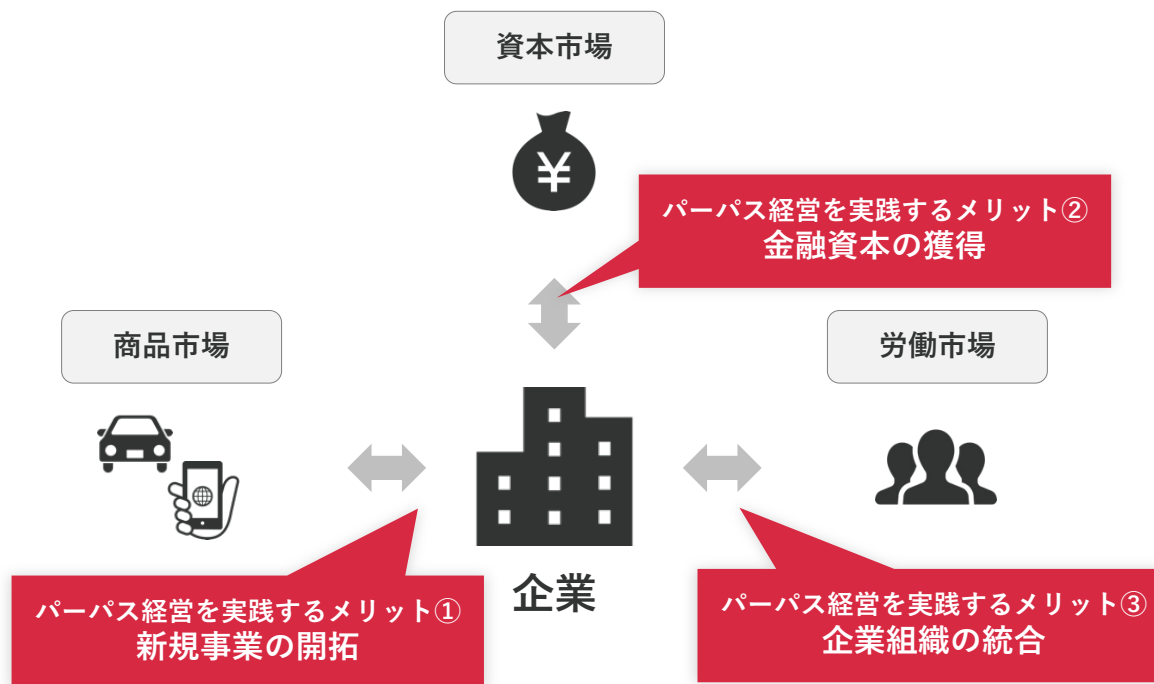 資本市場
¥
パーパス経営を実践するメリット②
金融資本の獲得
商品市場
労働市場
企業
パーパス経営を実践するメリット①
新規事業の開拓
パーパス経営を実践するメリット③
企業組織の統合